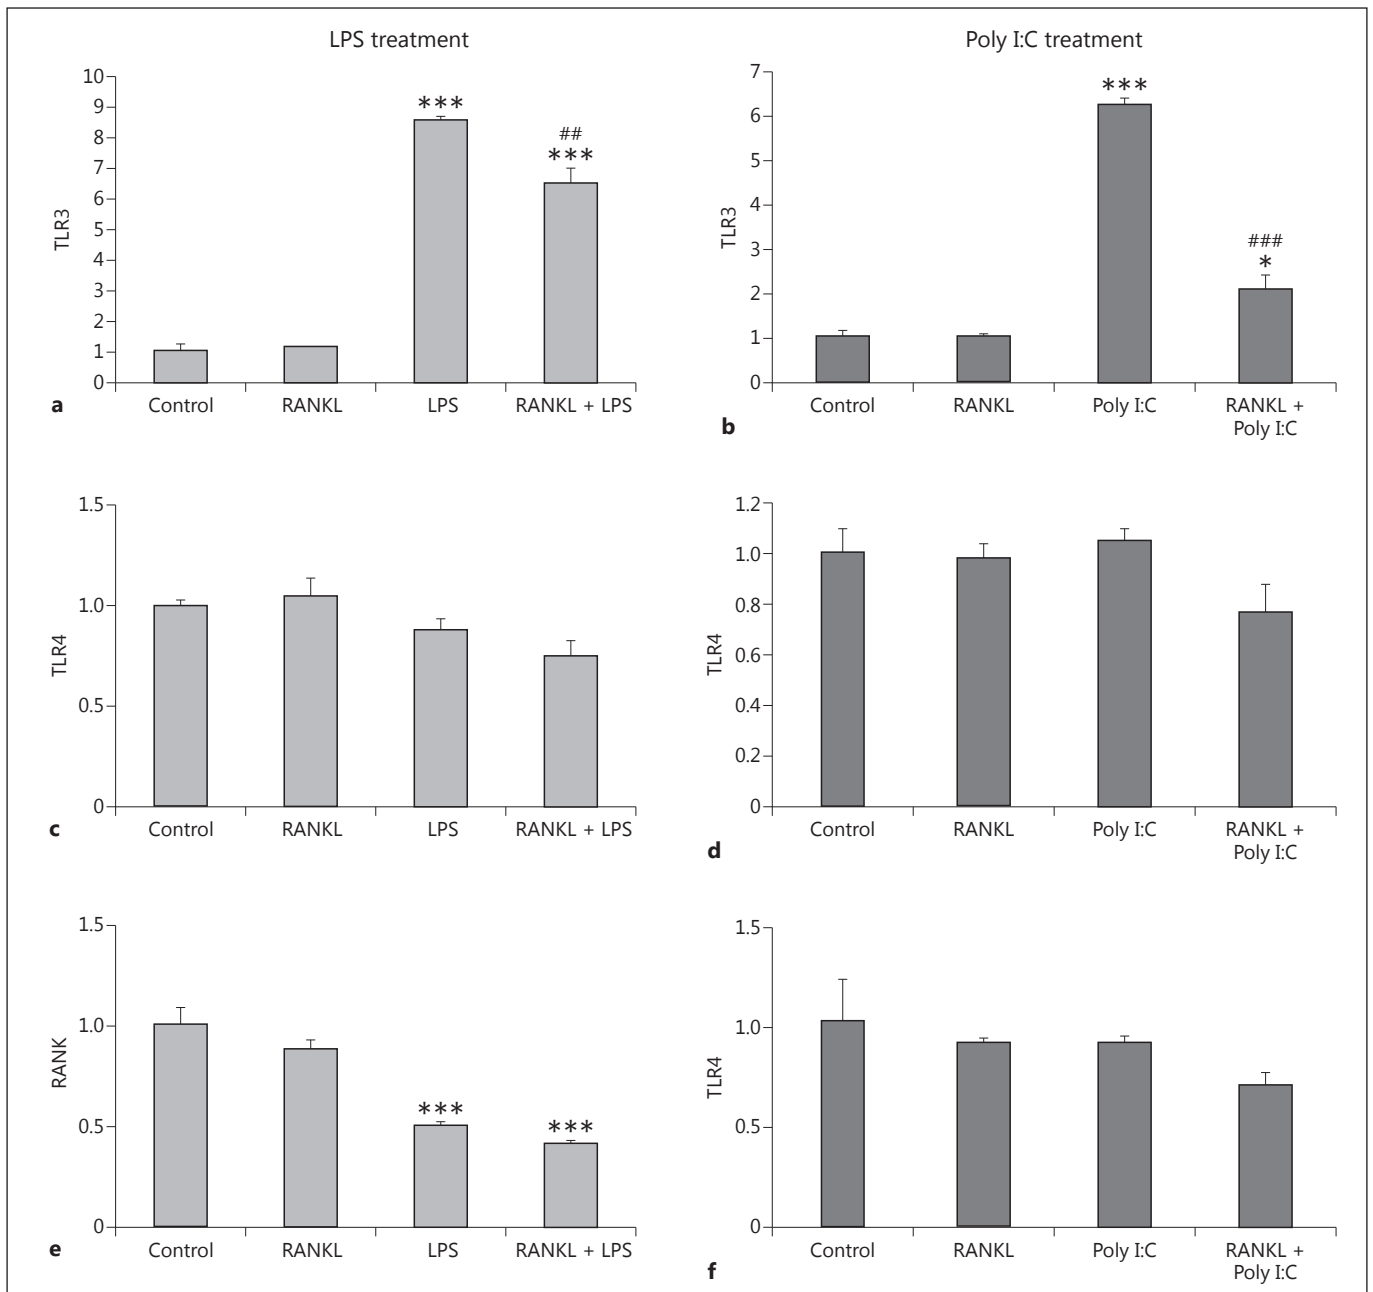 LPS treatment
Poly I:C treatment
10
9
8
7
6
5
4
3
2
1
0
TLR3
***
##
***
Control
RANKL
LPS
RANKL + LPS
a
7
6
5
4
3
2
1
0
TLR3
***
###
*
Control
RANKL
Poly I:C
RANKL +
Poly I:C
b
1.5
1.0
0.5
0
TLR4
Control
RANKL
LPS
RANKL + LPS
c
1.2
1.0
0.8
0.6
0.4
0.2
0
TLR4
Control
RANKL
Poly I:C
RANKL +
Poly I:C
d
1.5
1.0
0.5
0
RANK
***
***
Control
RANKL
LPS
RANKL + LPS
e
1.5
1.0
0.5
0
TLR4
Control
RANKL
Poly I:C
RANKL +
Poly I:C
f